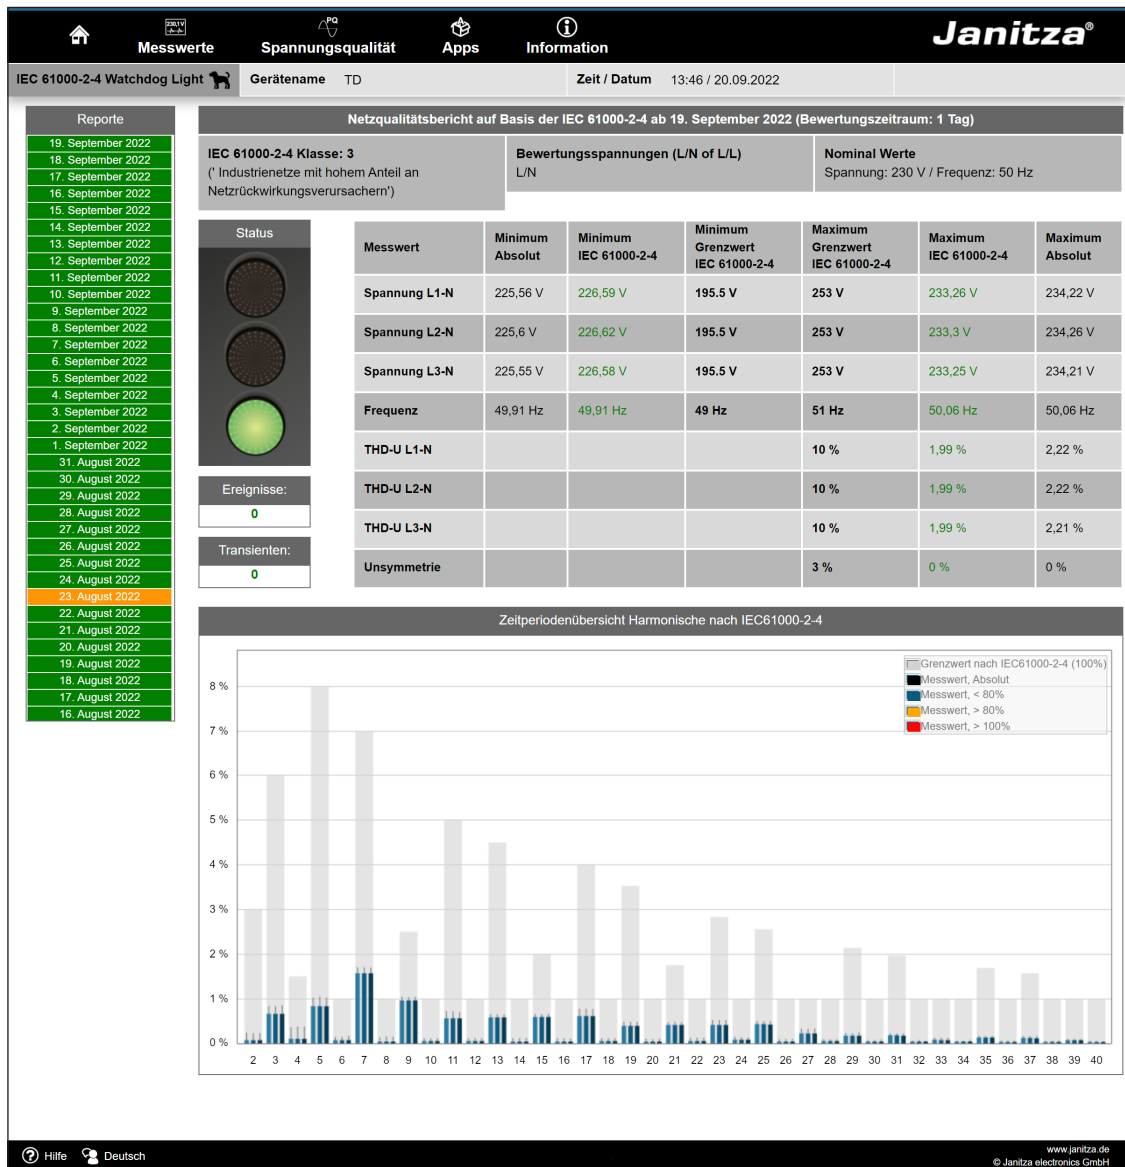 230,1 V
PQ
Messwerte Spannungsqualität Apps Information
Janitza®
IEC 61000-2-4 Watchdog Light Gerätename TD Zeit / Datum 13:46 / 20.09.2022
Reporte
19. September 2022
18. September 2022
17. September 2022
16. September 2022
15. September 2022
14. September 2022
13. September 2022
12. September 2022
11. September 2022
10. September 2022
9. September 2022
8. September 2022
7. September 2022
6. September 2022
5. September 2022
4. September 2022
3. September 2022
2. September 2022
1. September 2022
31. August 2022
30. August 2022
29. August 2022
28. August 2022
27. August 2022
26. August 2022
25. August 2022
24. August 2022
23. August 2022
22. August 2022
21. August 2022
20. August 2022
19. August 2022
18. August 2022
17. August 2022
16. August 2022
Netzqualitätsbericht auf Basis der IEC 61000-2-4 ab 19. September 2022 (Bewertungszeitraum: 1 Tag)
IEC 61000-2-4 Klasse: 3
(' Industrienetze mit hohem Anteil an
Netzrückwirkungsverursachern')
Bewertungsspannungen (L/N of L/L)
L/N
Nominal Werte
Spannung: 230 V / Frequenz: 50 Hz
Status
Ereignisse:
0
Transienten:
0
Messwert
Minimum
Absolut
Minimum
IEC 61000-2-4
Minimum
Grenzwert
IEC 61000-2-4
Maximum
Grenzwert
IEC 61000-2-4
Maximum
IEC 61000-2-4
Maximum
Absolut
Spannung L1-N 225,56 V 226,59 V 195.5 V 253 V 233,26 V 234,22 V
Spannung L2-N 225,6 V 226,62 V 195.5 V 253 V 233,3 V 234,26 V
Spannung L3-N 225,55 V 226,58 V 195.5 V 253 V 233,25 V 234,21 V
Frequenz 49,91 Hz 49,91 Hz 49 Hz 51 Hz 50,06 Hz 50,06 Hz
THD-U L1-N 10 % 1,99 % 2,22 %
THD-U L2-N 10 % 1,99 % 2,22 %
THD-U L3-N 10 % 1,99 % 2,21 %
Unsymmetrie 3 % 0 % 0 %
Zeitperiodenübersicht Harmonische nach IEC61000-2-4
Grenzwert nach IEC61000-2-4 (100%)
Messwert, Absolut
Messwert, < 80%
Messwert, > 80%
Messwert, > 100%
8 %
7 %
6 %
5 %
4 %
3 %
2 %
1 %
0 %
2 3 4 5 6 7 8 9 10 11 12 13 14 15 16 17 18 19 20 21 22 23 24 25 26 27 28 29 30 31 32 33 34 35 36 37 38 39 40
Hilfe Deutsch
www.janitza.de
© Janitza electronics GmbH